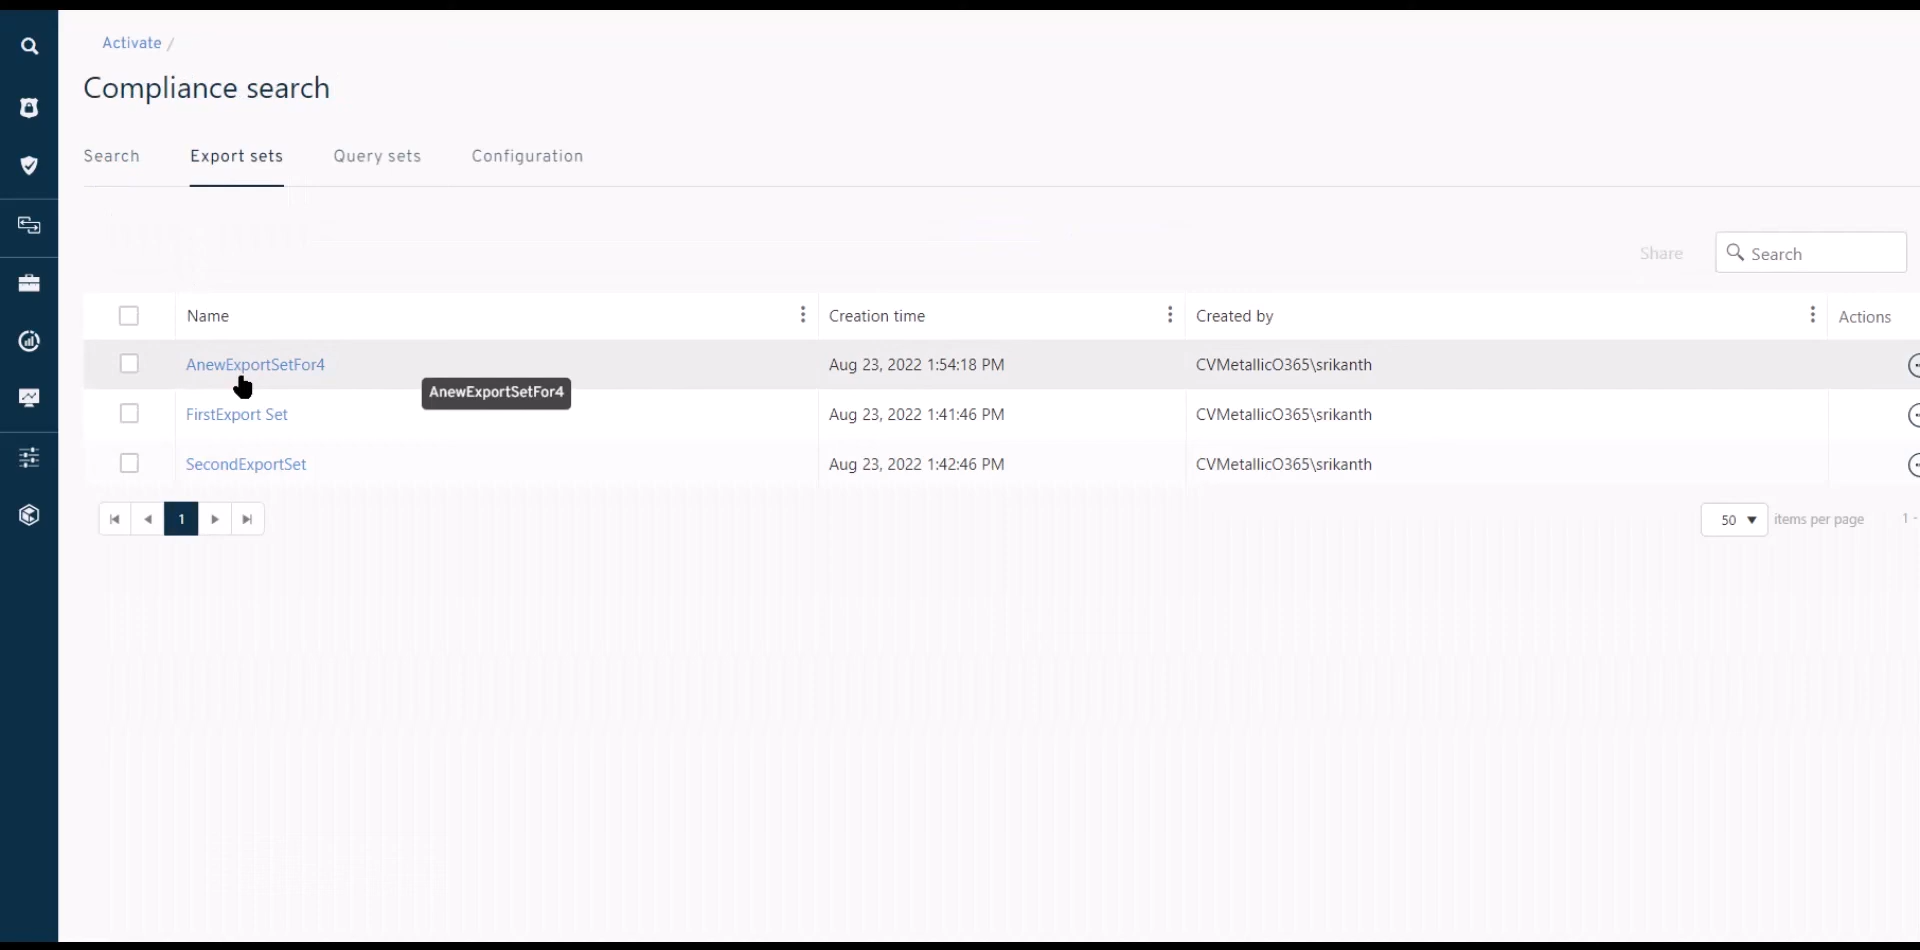 Activate /
Compliance search
Search Export sets Query sets Configuration
Share Search
Name Creation time Created by Actions
AnewExportSetFor4 Aug 23, 2022 1:54:18 PM CVMetallicO365\srikanth
AnewExportSetFor4
FirstExport Set Aug 23, 2022 1:41:46 PM CVMetallicO365\srikanth
SecondExportSet Aug 23, 2022 1:42:46 PM CVMetallicO365\srikanth
1 50 items per page 1 -